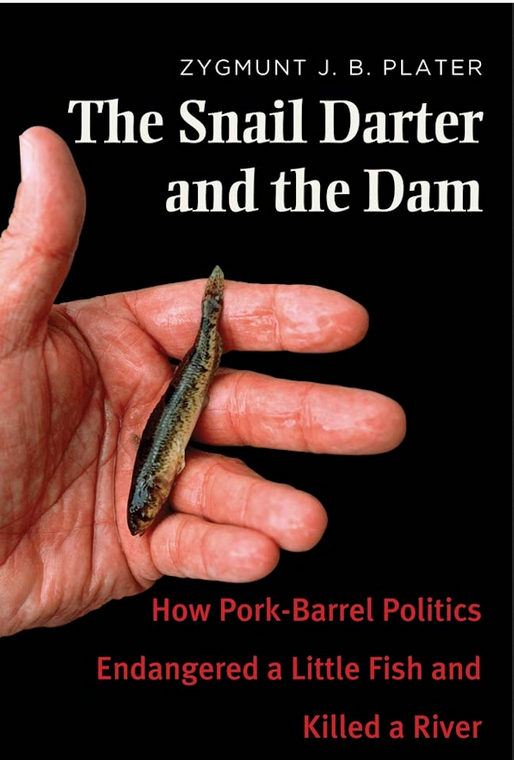 ZYGMUNT J. B. PLATER
The Snail Darter
and the Dam
How Pork-Barrel Politics
Endangered a Little Fish and
Killed a River